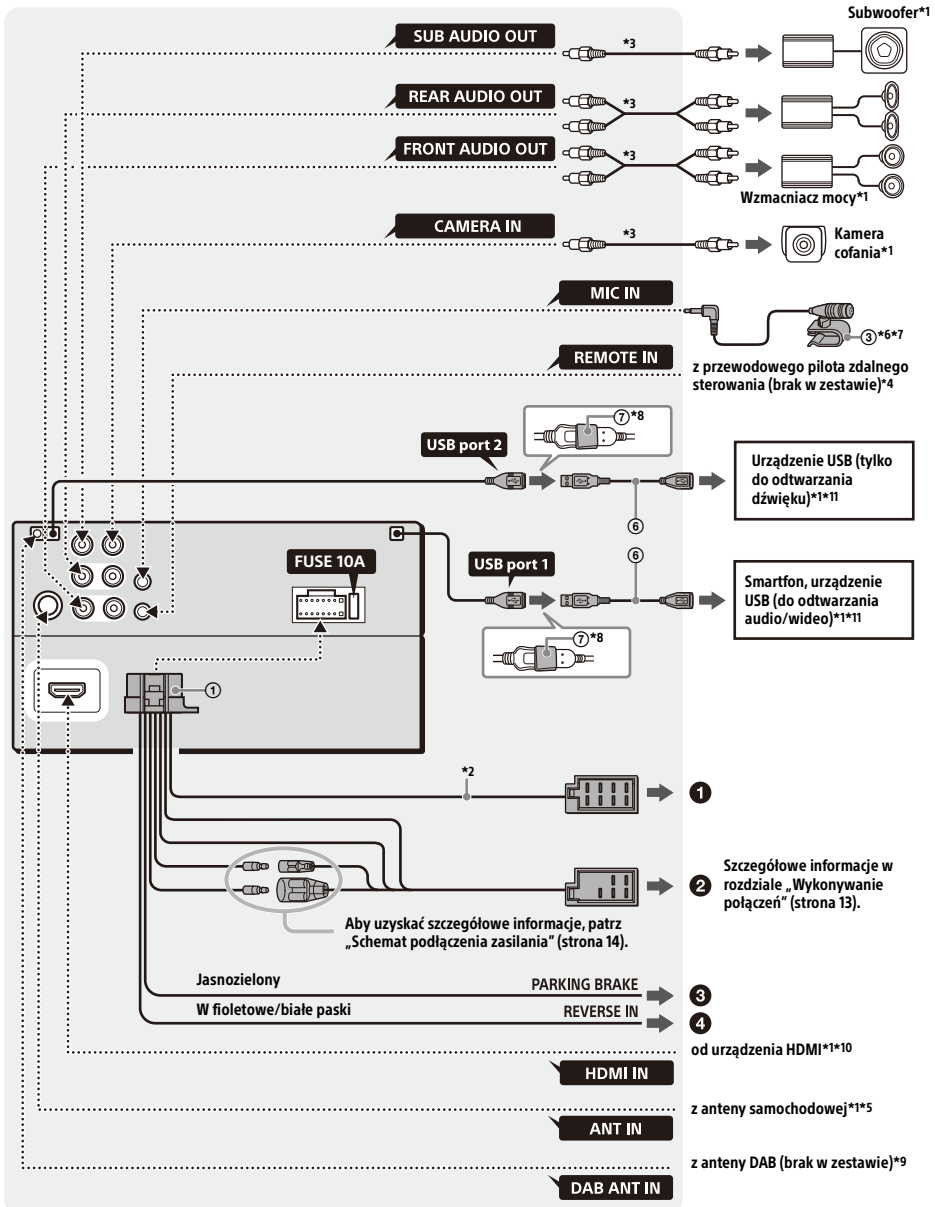 Subwoofer*1
SUB AUDIO OUT
*3
REAR AUDIO OUT
*3
FRONT AUDIO OUT
*3
Wzmacniacz mocy*1
CAMERA IN
*3
Kamera
cofania*1
MIC IN
③*6*7
REMOTE IN
z przewodowego pilota zdalnego
sterowania (brak w zestawie)*4
⑦*8
USB port 2
Urządzenie USB (tylko
do odtwarzania
dźwięku)*1*11
⑥
⑥
FUSE 10A
USB port 1
Smartfon, urządzenie
USB (do odtwarzania
audio/wideo)*1*11
⑦*8
①
*2
❶
❷
Szczegółowe informacje w
rozdziale „Wykonywanie
połączeń” (strona 13).
Aby uzyskać szczegółowe informacje, patrz
„Schemat podłączenia zasilania” (strona 14).
Jasnozielony
PARKING BRAKE
❸
W fioletowe/białe paski
REVERSE IN
❹
od urządzenia HDMI*1*10
HDMI IN
z anteny samochodowej*1*5
ANT IN
z anteny DAB (brak w zestawie)*9
DAB ANT IN